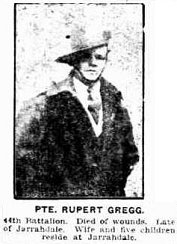 PTE. RUPERT GREGG.
44th Battalion. Died of wounds. Late
of Jarrahdale. Wife and five children
reside at Jarrahdale.